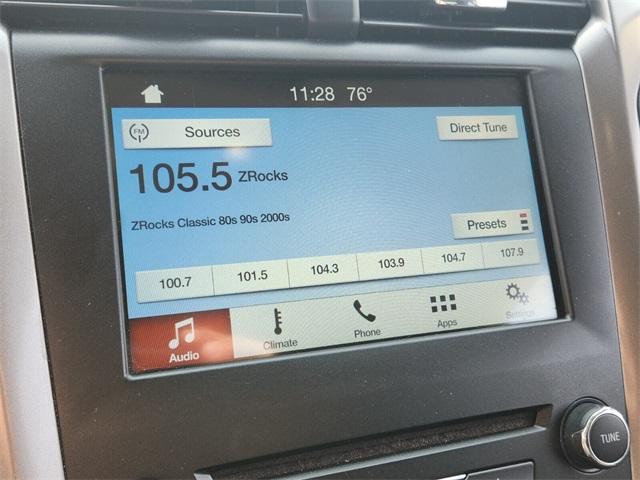 11:28 76°
FM Sources
Direct Tune
105.5 ZRocks
ZRocks Classic 80s 90s 2000s
Presets
100.7 101.5 104.3 103.9 104.7 107.9
Audio Climate Phone Apps Settings
TUNE